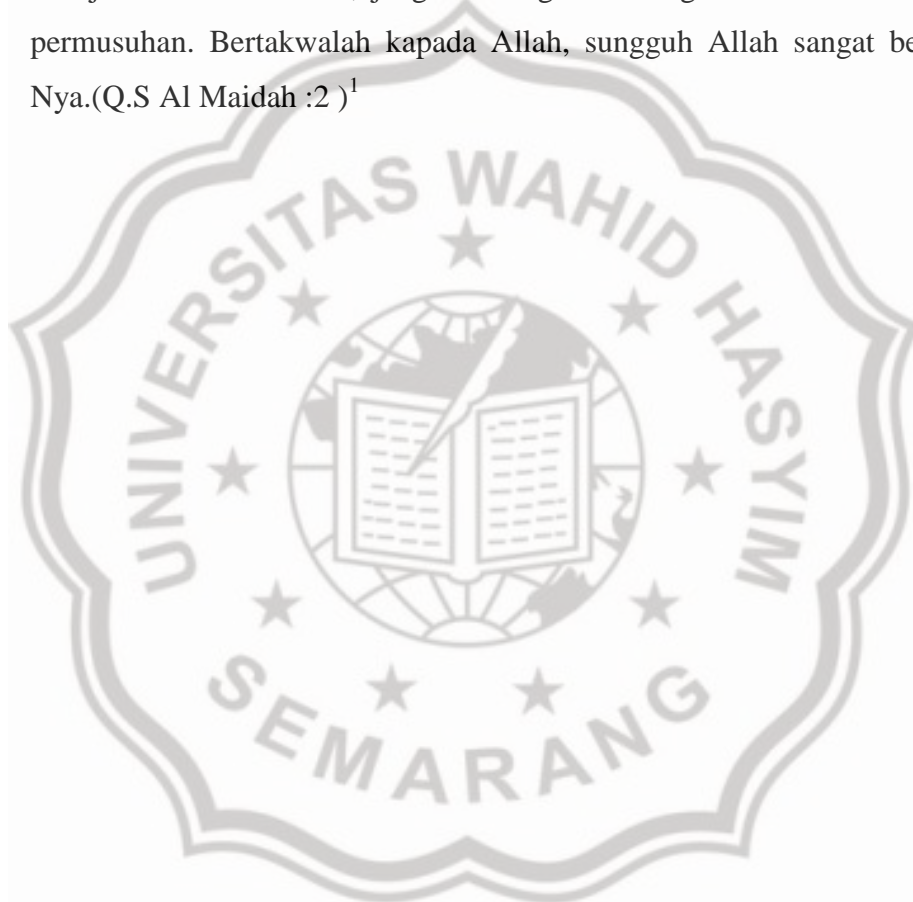 permusuhan. Bertakwalah kapada Allah, sungguh Allah sangat be
Nya.(Q.S Al Maidah :2 )¹
UNIVERSITAS WAHID HASYIM
SEMARANG